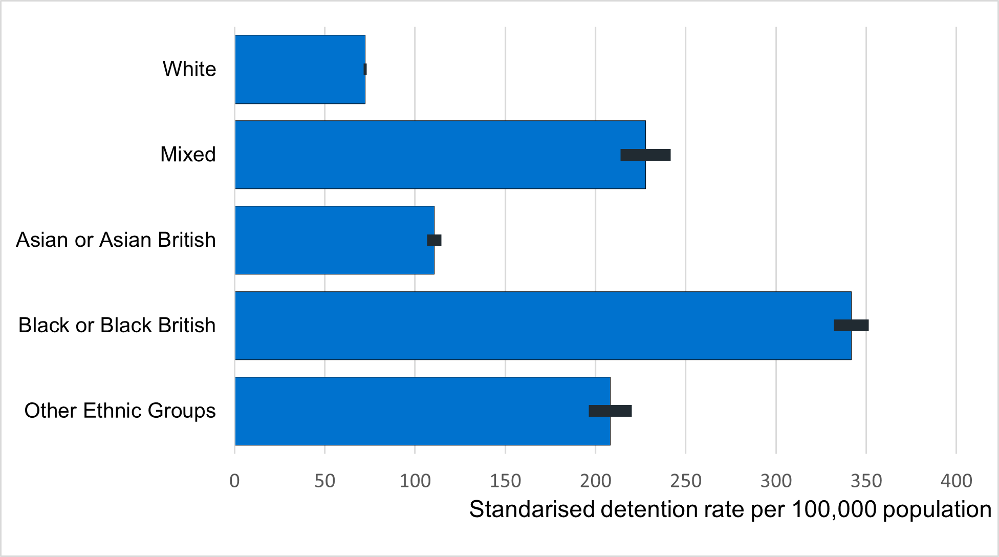 White
Mixed
Asian or Asian British
Black or Black British
Other Ethnic Groups
0 50 100 150 200 250 300 350 400
Standarised detention rate per 100,000 population